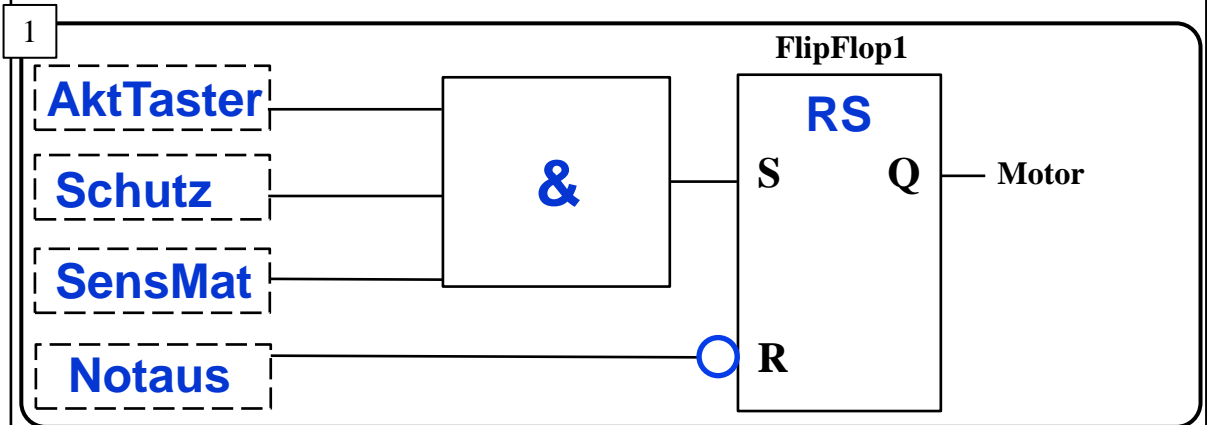 1
FlipFlop1
AktTaster
RS
Schutz
&
S
Q
Motor
SensMat
Notaus
R